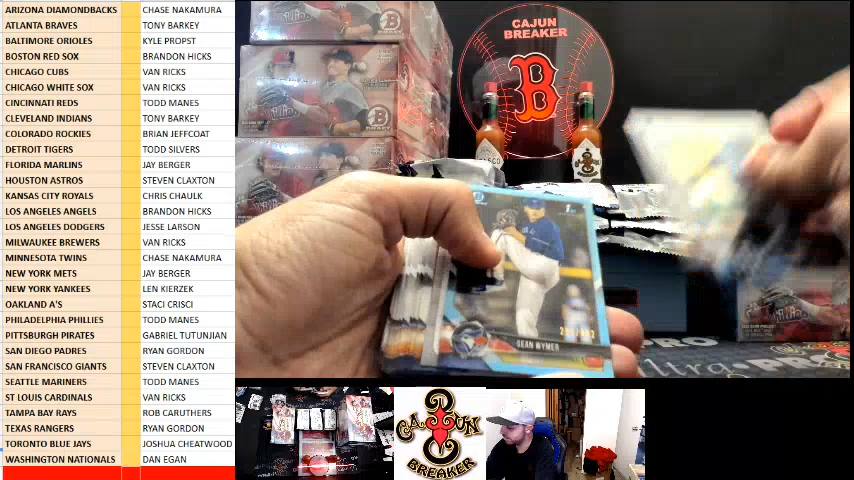 ARIZONA DIAMONDBACKS CHASE NAKAMURA
ATLANTA BRAVES TONY BARKEY
BALTIMORE ORIOLES KYLE PROPST
BOSTON RED SOX BRANDON HICKS
CHICAGO CUBS VAN RICKS
CHICAGO WHITE SOX VAN RICKS
CINCINNATI REDS TODD MANES
CLEVELAND INDIANS TONY BARKEY
COLORADO ROCKIES BRIAN JEFFCOAT
DETROIT TIGERS TODD SILVERS
FLORIDA MARLINS JAY BERGER
HOUSTON ASTROS STEVEN CLAXTON
KANSAS CITY ROYALS CHRIS CHAULK
LOS ANGELES ANGELS BRANDON HICKS
LOS ANGELES DODGERS JESSE LARSON
MILWAUKEE BREWERS VAN RICKS
MINNESOTA TWINS CHASE NAKAMURA
NEW YORK METS JAY BERGER
NEW YORK YANKEES LEN KIERZEK
OAKLAND A'S STACI CRISCI
PHILADELPHIA PHILLIES TODD MANES
PITTSBURGH PIRATES GABRIEL TUTUNJIAN
SAN DIEGO PADRES RYAN GORDON
SAN FRANCISCO GIANTS STEVEN CLAXTON
SEATTLE MARINERS TODD MANES
ST LOUIS CARDINALS VAN RICKS
TAMPA BAY RAYS ROB CARUTHERS
TEXAS RANGERS RYAN GORDON
TORONTO BLUE JAYS JOSHUA CHEATWOOD
WASHINGTON NATIONALS DAN EGAN
CAJUN
BREAKER
B
1st
SEAN WYMER
PRO
CAJUN
BREAKER